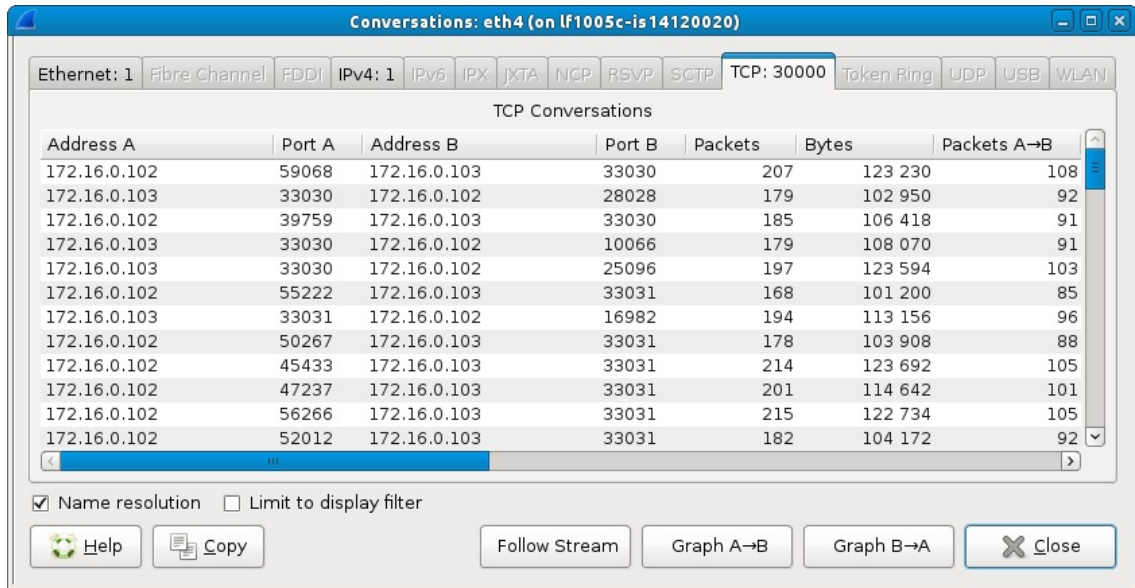 Conversations: eth4 (on lf1005c-is14120020)
Ethernet: 1 Fibre Channel FDDI IPv4: 1 IPv6 IPX JXTA NCP RSVP SCTP TCP: 30000 Token Ring UDP USB WLAN
TCP Conversations
Address A Port A Address B Port B Packets Bytes Packets A→B
172.16.0.102 59068 172.16.0.103 33030 207 123 230 108
172.16.0.103 33030 172.16.0.102 28028 179 102 950 92
172.16.0.102 39759 172.16.0.103 33030 185 106 418 91
172.16.0.103 33030 172.16.0.102 10066 179 108 070 91
172.16.0.103 33030 172.16.0.102 25096 197 123 594 103
172.16.0.102 55222 172.16.0.103 33031 168 101 200 85
172.16.0.103 33031 172.16.0.102 16982 194 113 156 96
172.16.0.102 50267 172.16.0.103 33031 178 103 908 88
172.16.0.102 45433 172.16.0.103 33031 214 123 692 105
172.16.0.102 47237 172.16.0.103 33031 201 114 642 101
172.16.0.102 56266 172.16.0.103 33031 215 122 734 105
172.16.0.102 52012 172.16.0.103 33031 182 104 172 92
Name resolution Limit to display filter
Help Copy Follow Stream Graph A→B Graph B→A Close